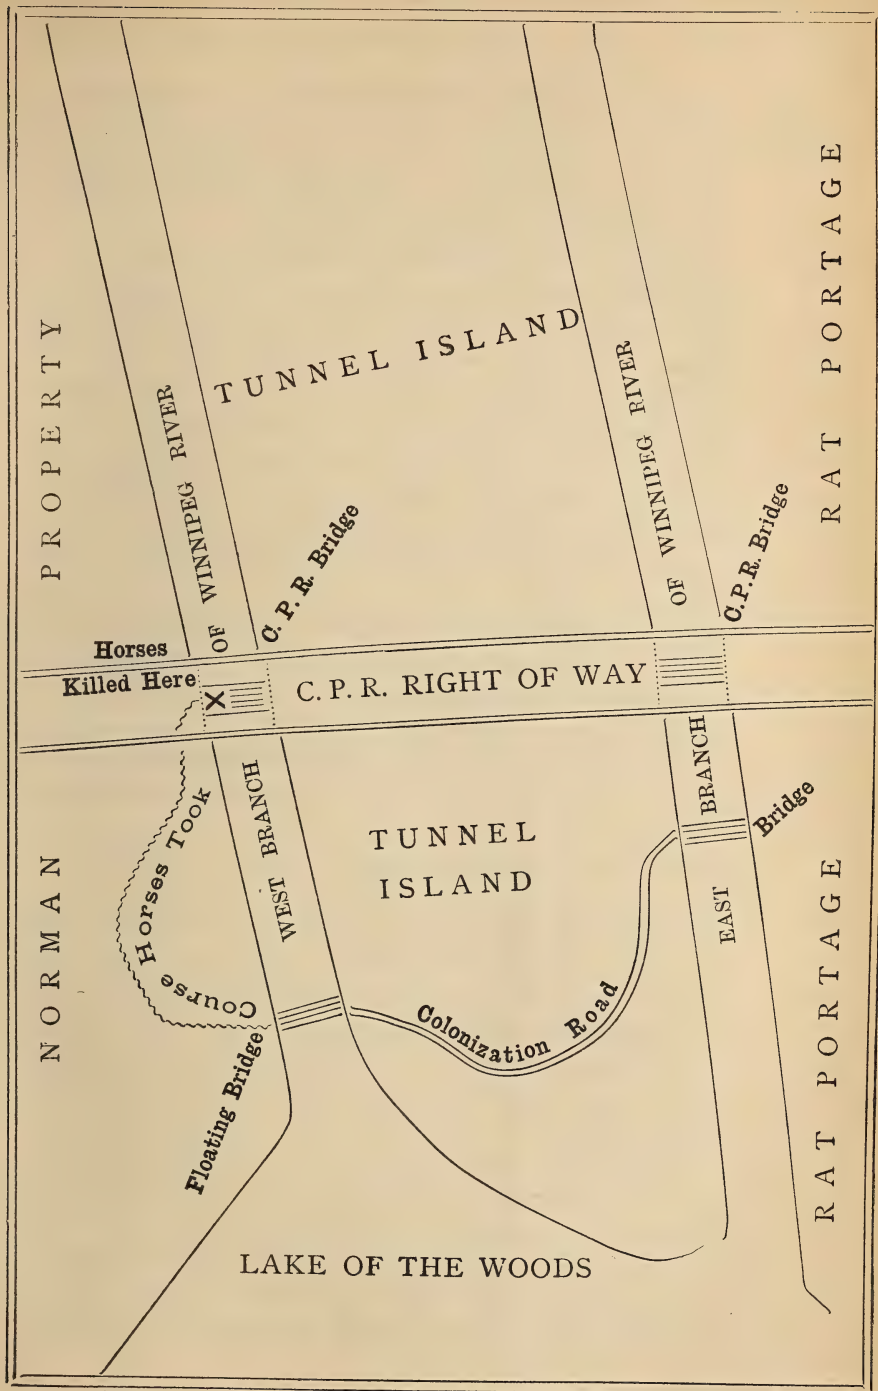 RAT PORTAGE
TUNNEL ISLAND
PROPERTY
OF WINNIPEG RIVER
OF WINNIPEG RIVER
C. P. R. Bridge
C. P. R. Bridge
Horses
Killed Here
X
C. P. R. RIGHT OF WAY
WEST BRANCH
EAST BRANCH
Bridge
Course Horses Took
TUNNEL
ISLAND
NORMAN
RAT PORTAGE
Colonization Road
Floating Bridge
LAKE OF THE WOODS